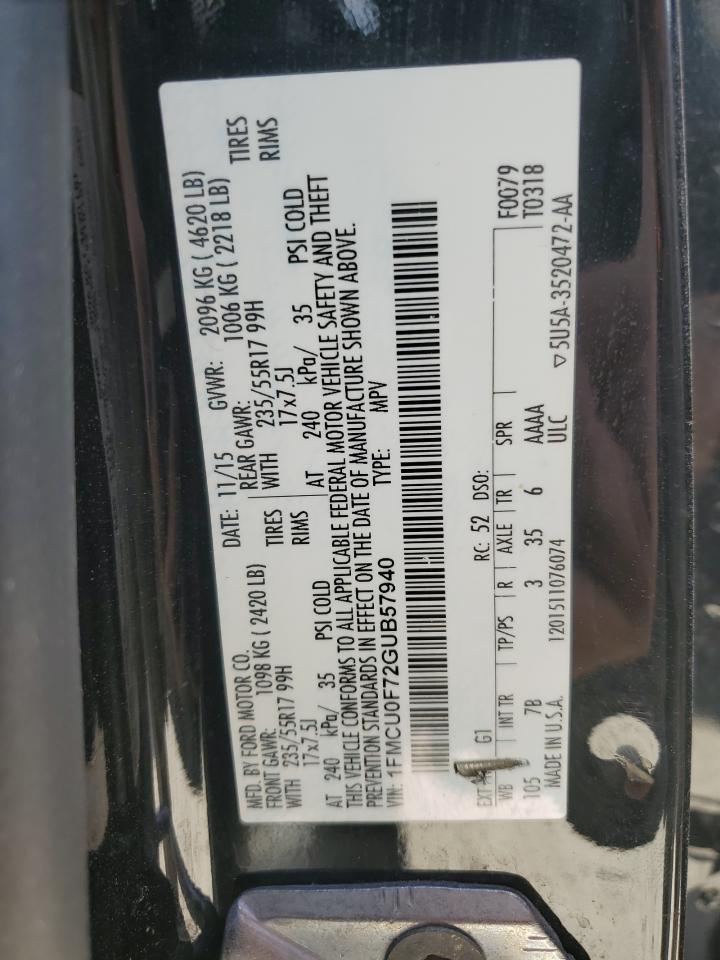 MFD. BY FORD MOTOR CO. DATE: 11/15 GVWR: 2096 KG ( 4620 LB)
FRONT GAWR: 1098 KG ( 2420 LB) REAR GAWR: 1006 KG ( 2218 LB)
WITH 235/55R17 99H TIRES WITH 235/55R17 99H TIRES
17x7.5J RIMS 17x7.5J RIMS
AT 240 kPa/ 35 PSI COLD AT 240 kPa/ 35 PSI COLD
THIS VEHICLE CONFORMS TO ALL APPLICABLE FEDERAL MOTOR VEHICLE SAFETY AND THEFT
PREVENTION STANDARDS IN EFFECT ON THE DATE OF MANUFACTURE SHOWN ABOVE.
VIN: 1FMCU0F72GUB57940 TYPE: MPV
EXT G1 RC: 52 DSO: F0079
WB INT TR TP/PS R AXLE TR SPR T0318
105 7B 3 35 6 AAAA
MADE IN U.S.A. 1201511076074 ULC ▽5U5A-3520472-AA